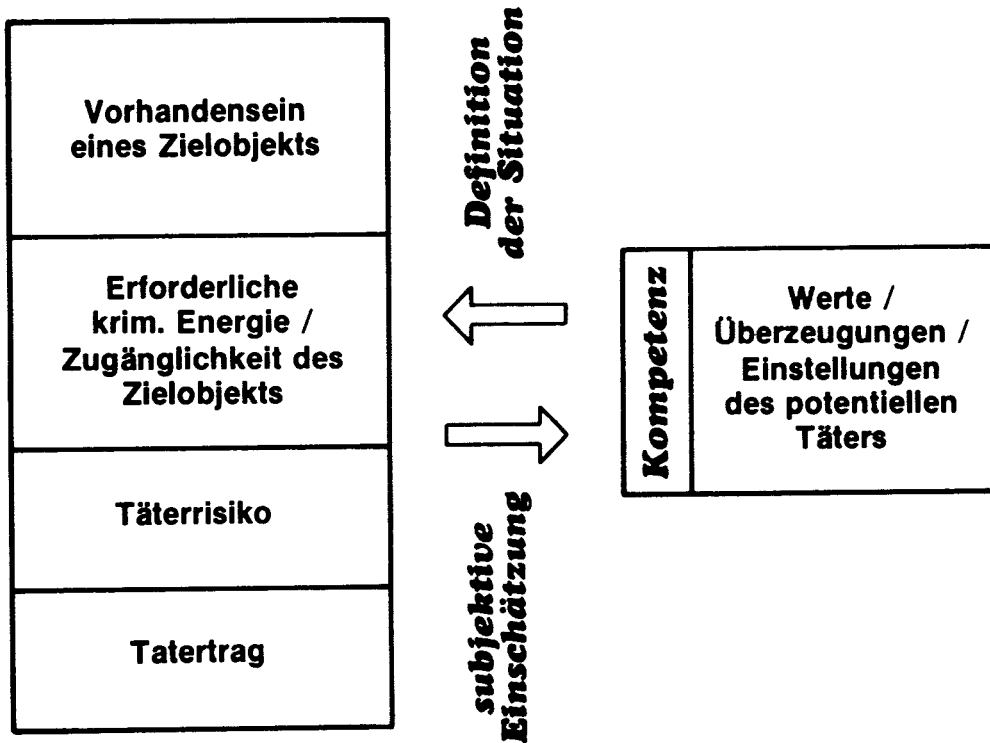 Vorhandensein
eines Zielobjekts
Erforderliche
krim. Energie /
Zugänglichkeit des
Zielobjekts
Täterrisiko
Tatertrag
Definition
der Situation
subjektive
Einschätzung
Kompetenz
Werte /
Überzeugungen /
Einstellungen
des potentiellen
Täters